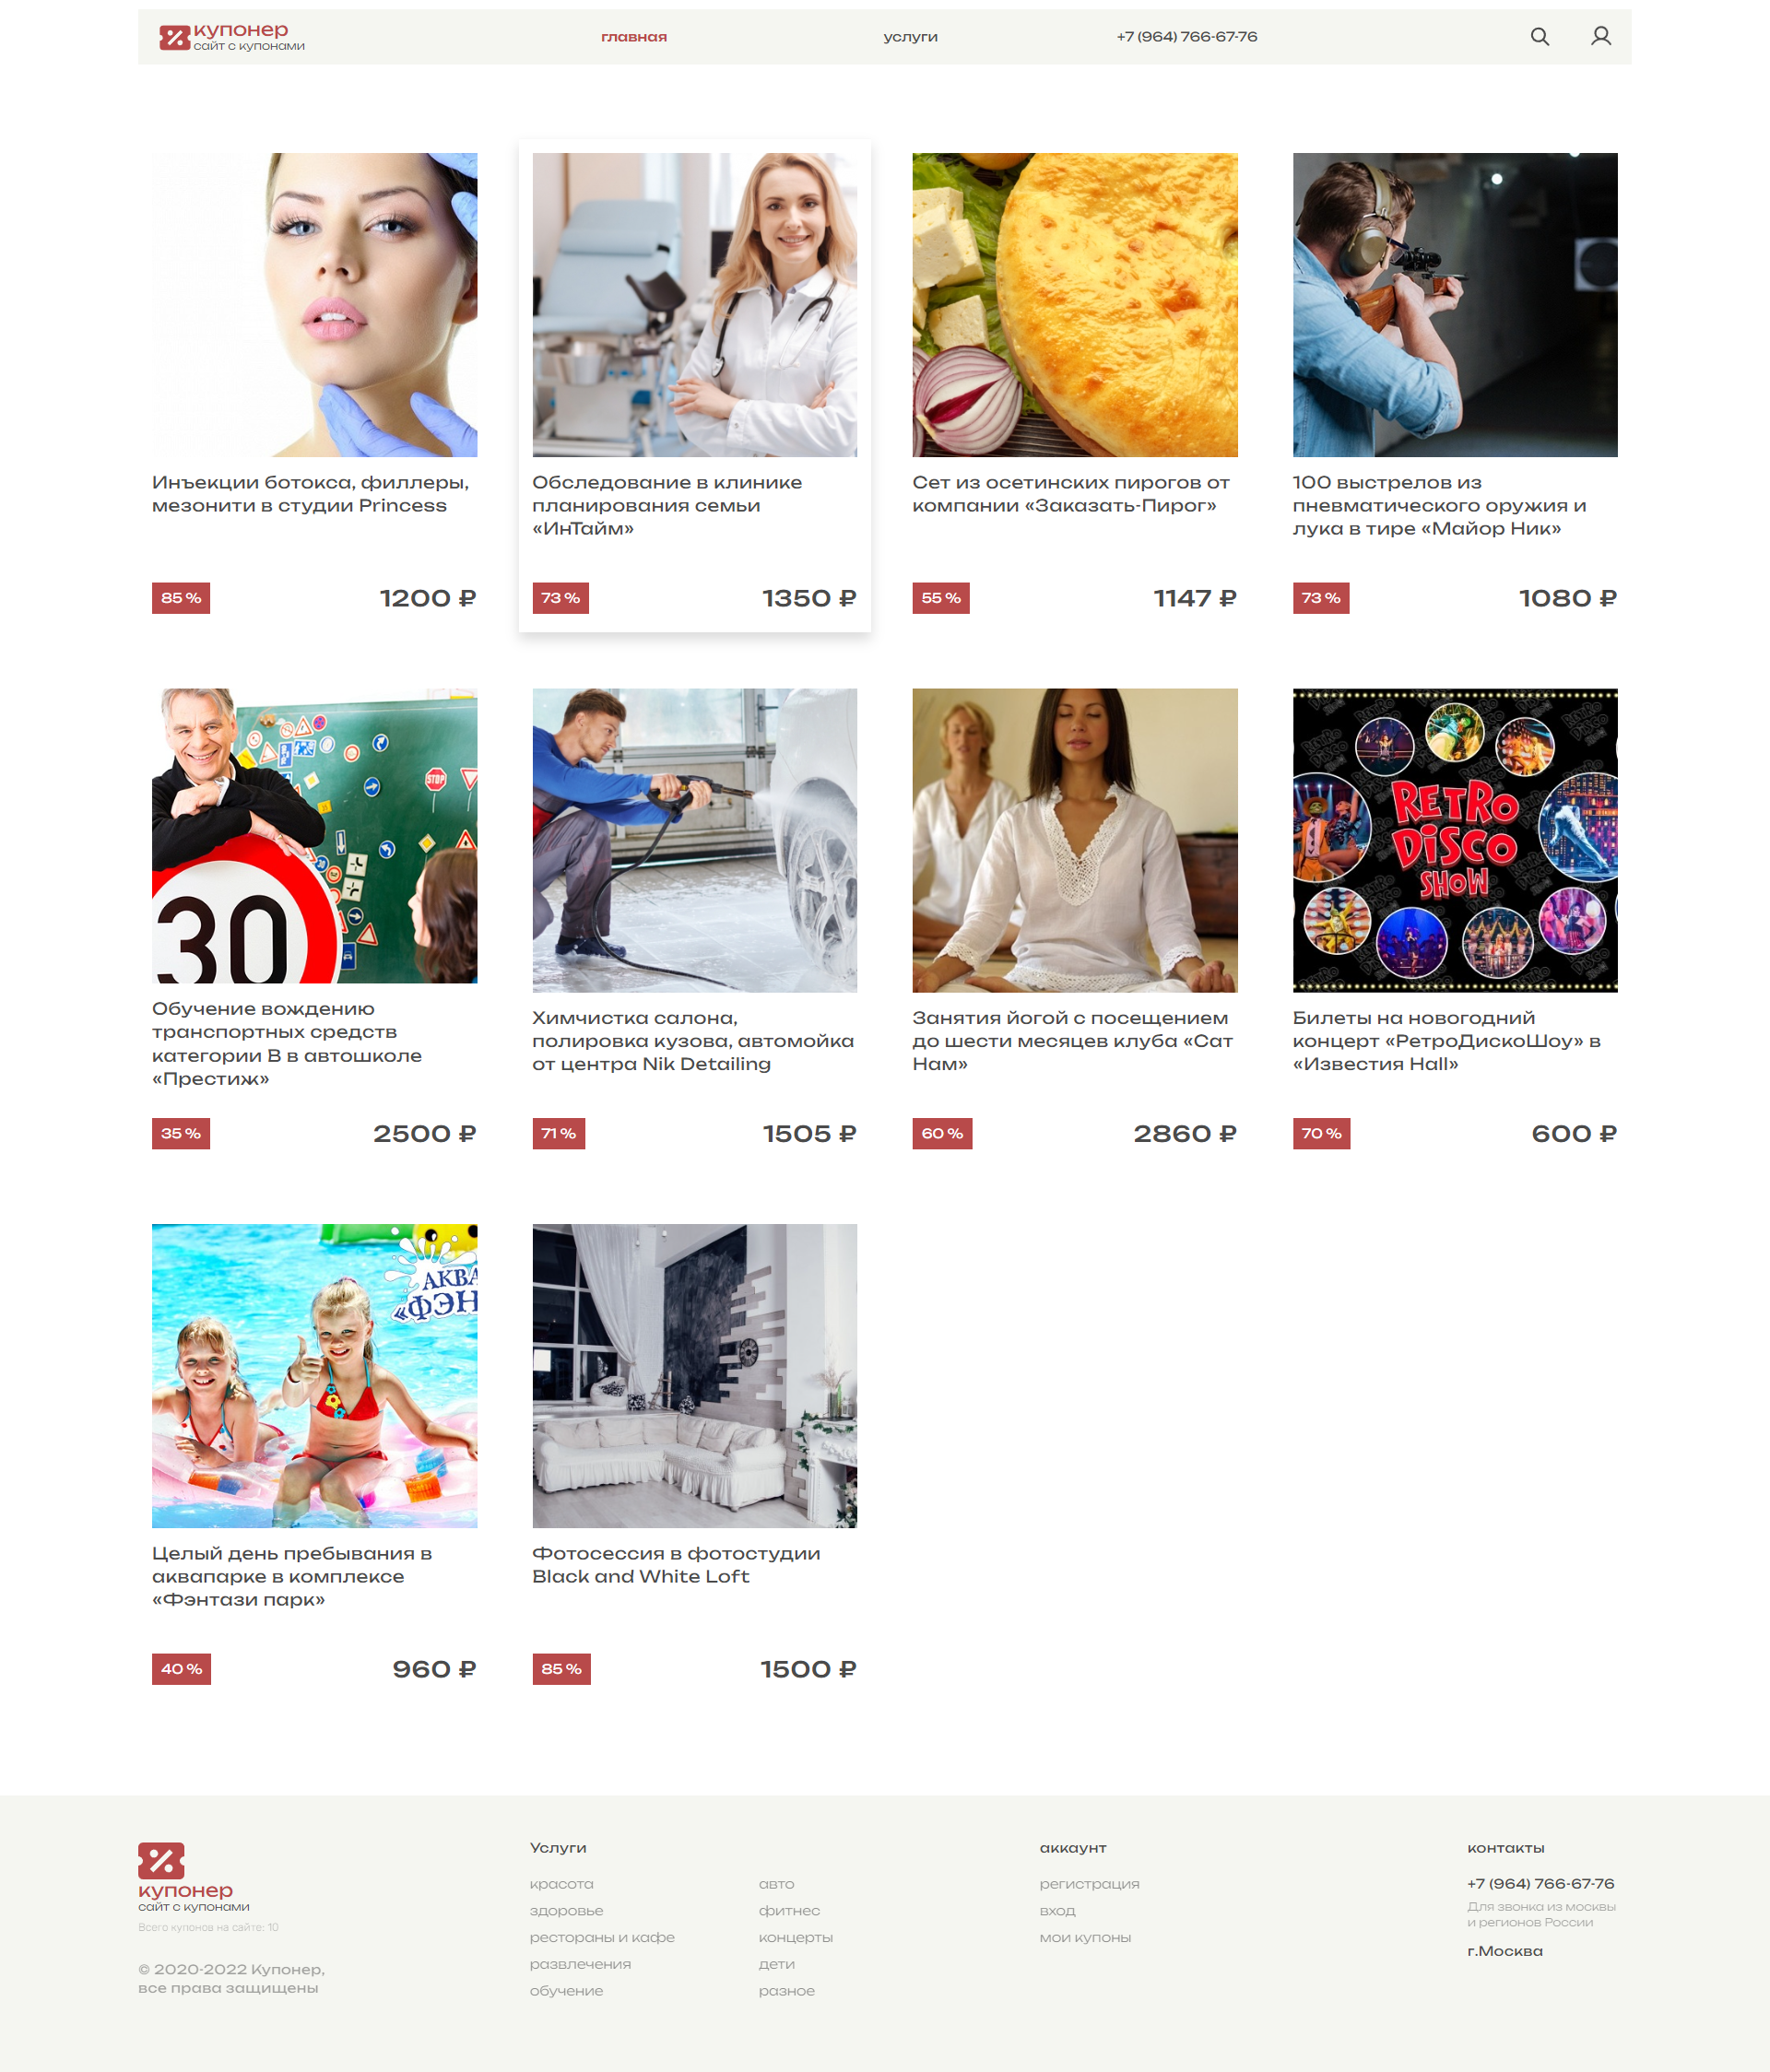 купонер
сайт с купонами
главная
услуги
+7 (964) 766-67-76
Инъекции ботокса, филлеры,
мезонити в студии Princess
85 %
1200 ₽
Обследование в клинике
планирования семьи
«ИнТайм»
73 %
1350 ₽
Сет из осетинских пирогов от
компании «Заказать-Пирог»
55 %
1147 ₽
100 выстрелов из
пневматического оружия и
лука в тире «Майор Ник»
73 %
1080 ₽
STOP
30
Обучение вождению
транспортных средств
категории B в автошколе
«Престиж»
35 %
2500 ₽
Химчистка салона,
полировка кузова, автомойка
от центра Nik Detailing
71 %
1505 ₽
Занятия йогой с посещением
до шести месяцев клуба «Сат
Нам»
60 %
2860 ₽
RETRO
DISCO
SHOW
Билеты на новогодний
концерт «РетроДискоШоу» в
«Известия Hall»
70 %
600 ₽
АКВА
«ФЭН
Целый день пребывания в
аквапарке в комплексе
«Фэнтази парк»
40 %
960 ₽
Фотосессия в фотостудии
Black and White Loft
85 %
1500 ₽
купонер
сайт с купонами
Всего купонов на сайте: 10
© 2020-2022 Купонер,
все права защищены
Услуги
красота
здоровье
рестораны и кафе
развлечения
обучение
авто
фитнес
концерты
дети
разное
аккаунт
регистрация
вход
мои купоны
контакты
+7 (964) 766-67-76
Для звонка из москвы
и регионов России
г.Москва